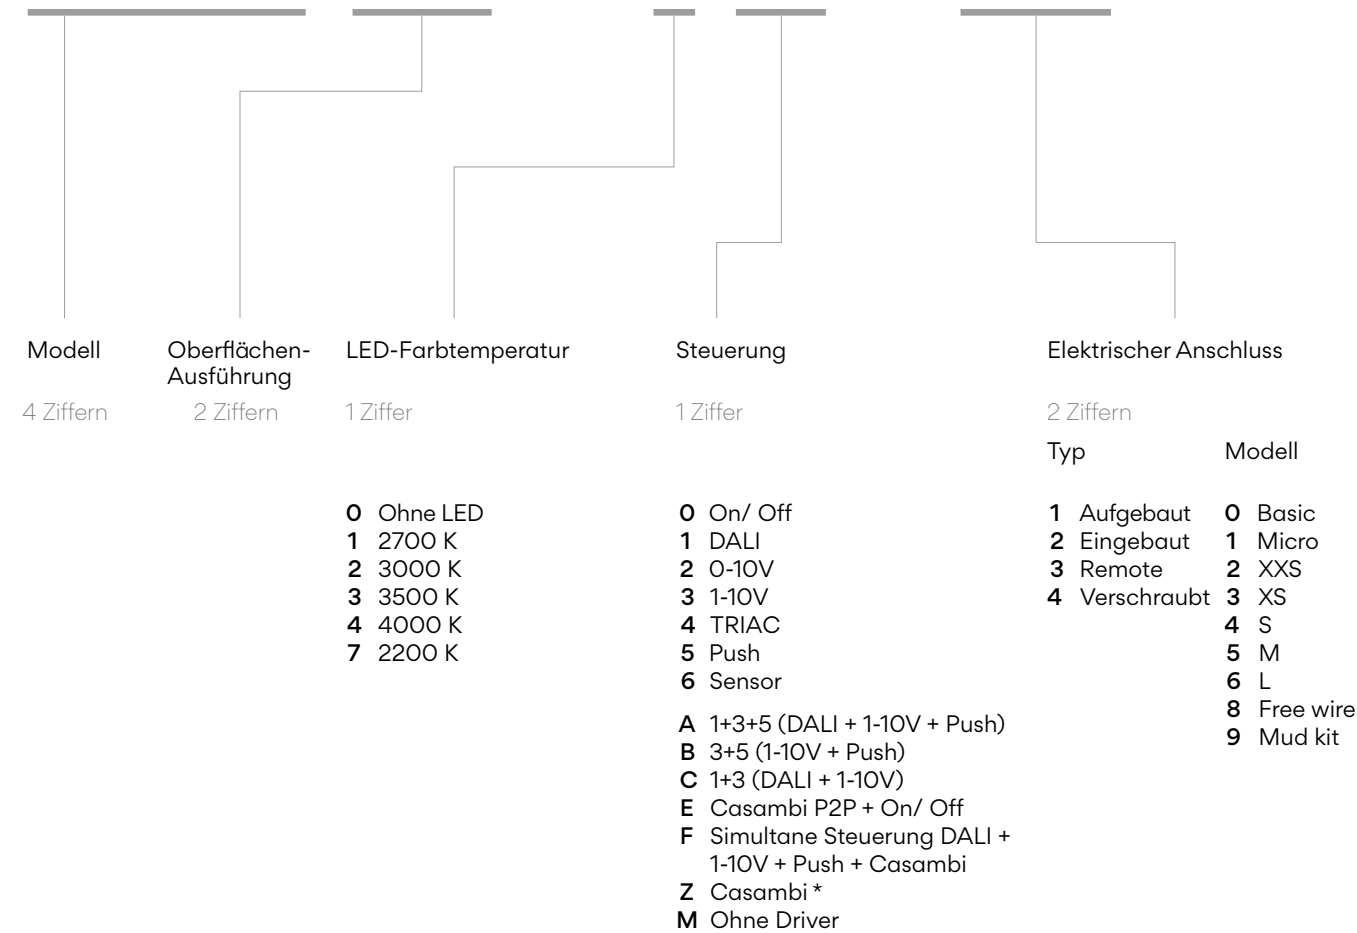 Modell
Oberflächen-
Ausführung
LED-Farbtemperatur
Steuerung
Elektrischer Anschluss
4 Ziffern
2 Ziffern
1 Ziffer
1 Ziffer
2 Ziffern
Typ
Modell
0 Ohne LED
1 2700 K
2 3000 K
3 3500 K
4 4000 K
7 2200 K
0 On/ Off
1 DALI
2 0-10V
3 1-10V
4 TRIAC
5 Push
6 Sensor
A 1+3+5 (DALI + 1-10V + Push)
B 3+5 (1-10V + Push)
C 1+3 (DALI + 1-10V)
E Casambi P2P + On/ Off
F Simultane Steuerung DALI +
1-10V + Push + Casambi
Z Casambi *
M Ohne Driver
1 Aufgebaut
2 Eingebaut
3 Remote
4 Verschraubt
0 Basic
1 Micro
2 XXS
3 XS
4 S
5 M
6 L
8 Free wire
9 Mud kit